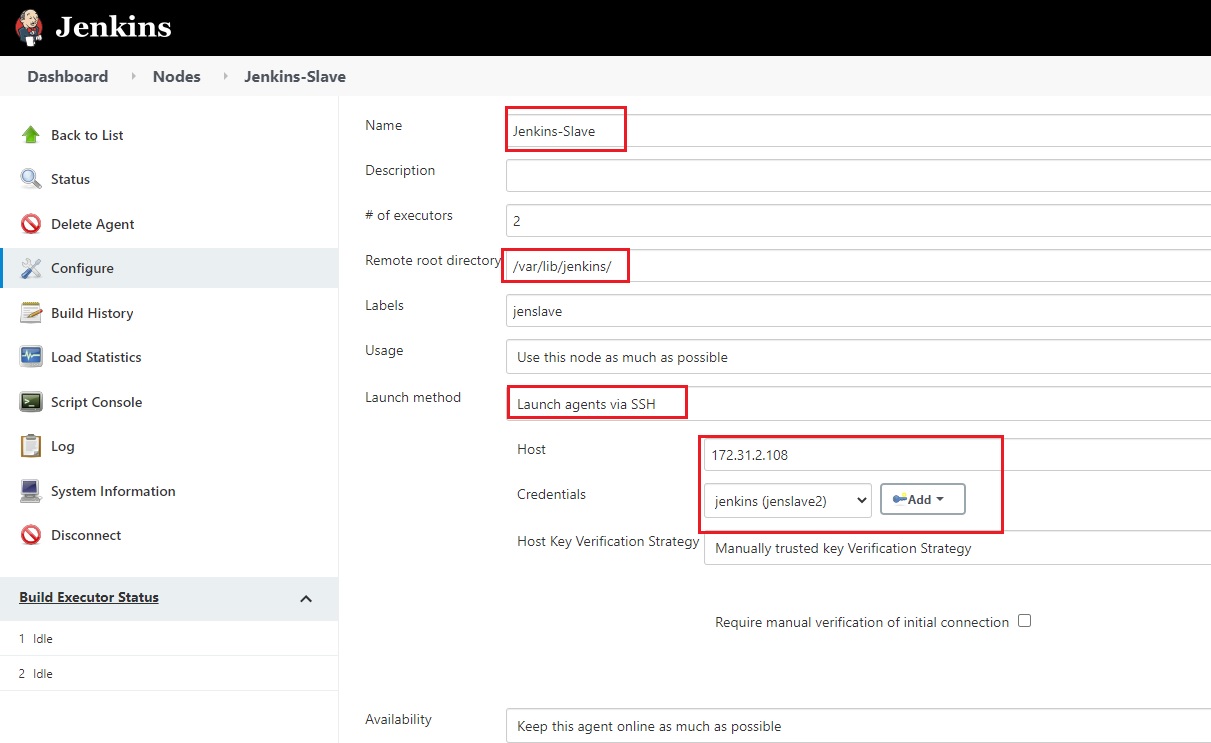 Jenkins
Dashboard Nodes Jenkins-Slave
Back to List
Status
Delete Agent
Configure
Build History
Load Statistics
Script Console
Log
System Information
Disconnect
Build Executor Status
1 Idle
2 Idle
Name Jenkins-Slave
Description
# of executors 2
Remote root directory /var/lib/jenkins/
Labels jenslave
Usage Use this node as much as possible
Launch method Launch agents via SSH
Host 172.31.2.108
Credentials jenkins (jenslave2) Add
Host Key Verification Strategy Manually trusted key Verification Strategy
Require manual verification of initial connection
Availability Keep this agent online as much as possible